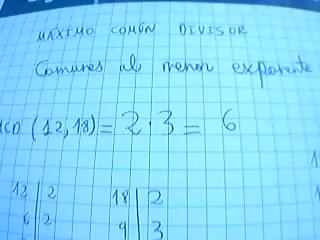 MÁXIMO COMÚN DIVISOR
Comunes al menor exponente
MCD (12,18) = 2 · 3 = 6
12 | 2 18 | 2
6 | 2 9 | 3